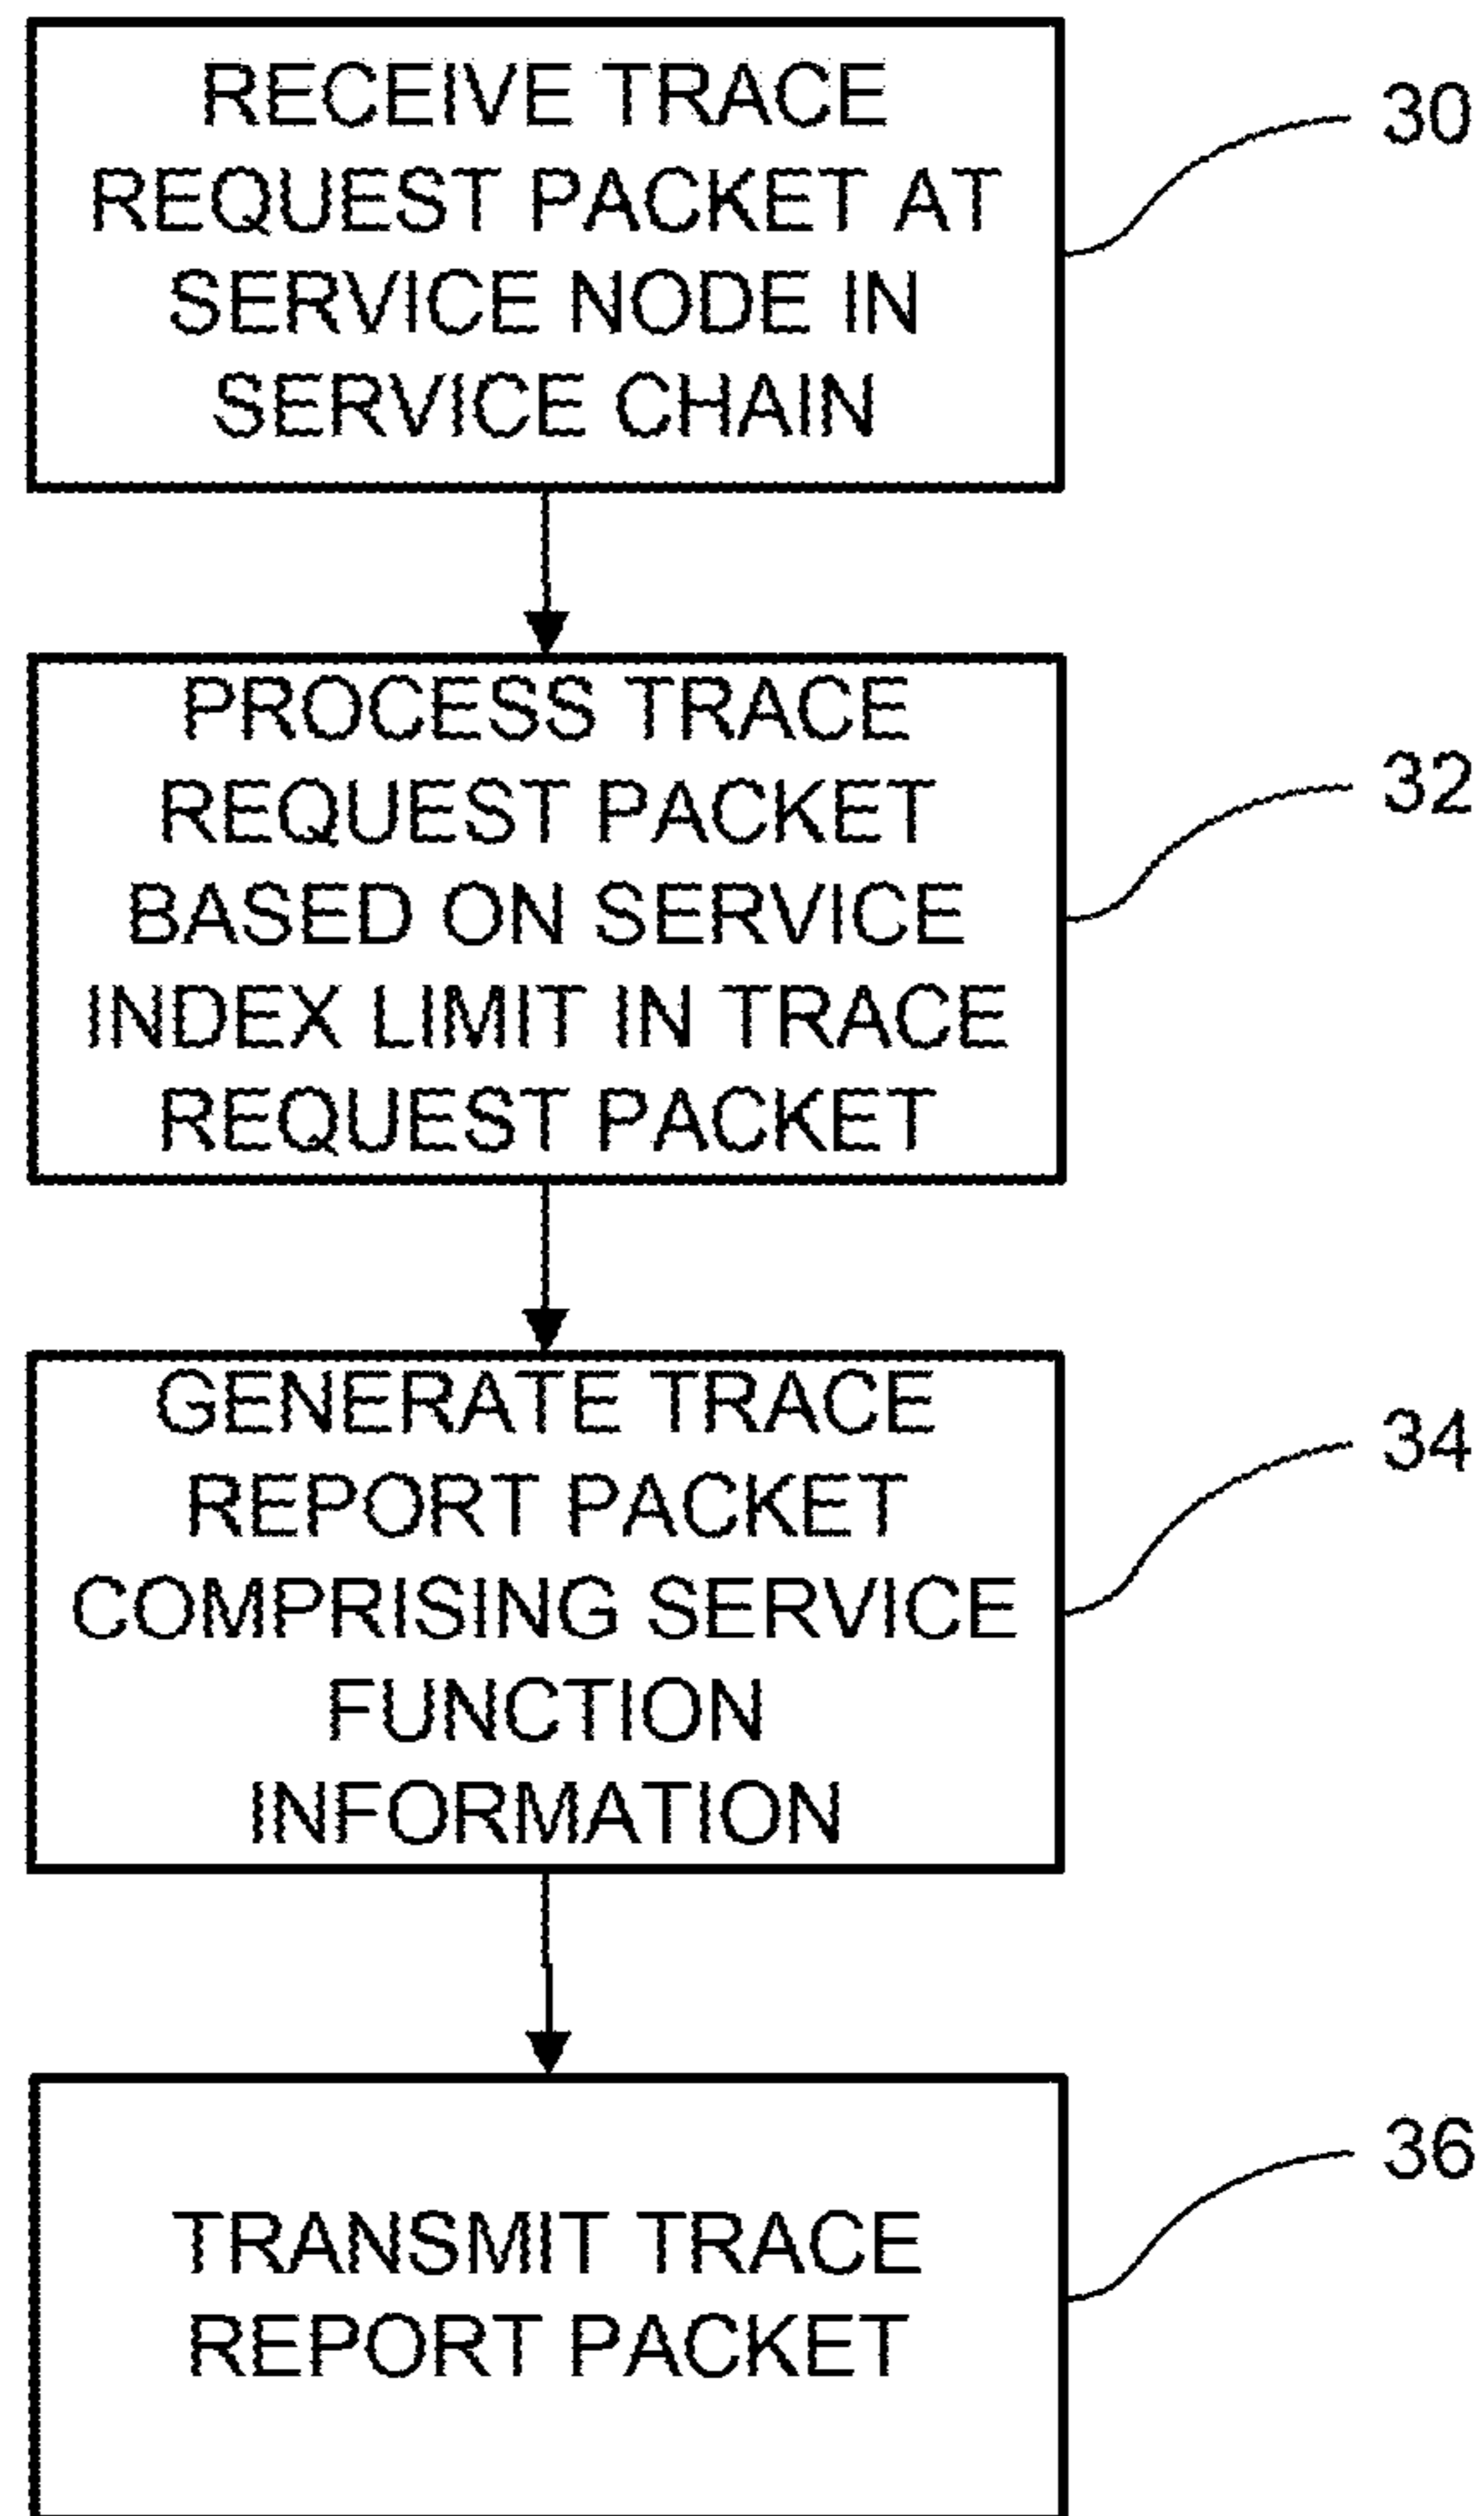 RECEIVE TRACE
REQUEST PACKET AT
SERVICE NODE IN
SERVICE CHAIN
30
PROCESS TRACE
REQUEST PACKET
BASED ON SERVICE
INDEX LIMIT IN TRACE
REQUEST PACKET
32
GENERATE TRACE
REPORT PACKET
COMPRISING SERVICE
FUNCTION
INFORMATION
34
TRANSMIT TRACE
REPORT PACKET
36